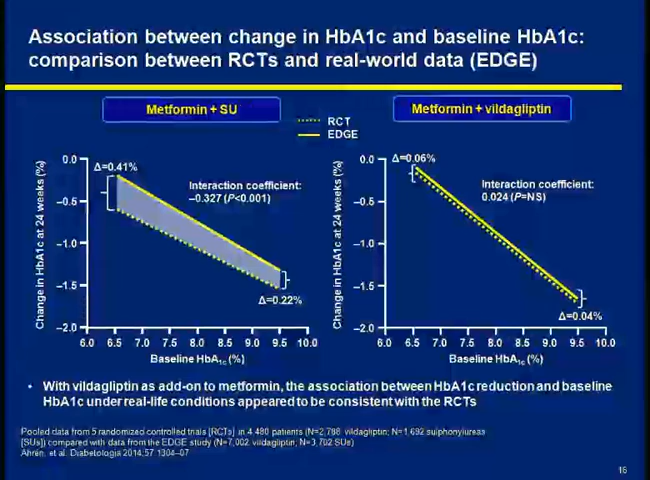 Association between change in HbA1c and baseline HbA1c:
comparison between RCTs and real-world data (EDGE)
Metformin + SU
Metformin + vildagliptin
RCT
EDGE
Change in HbA1c at 24 weeks (%)
0.0
–0.5
–1.0
–1.5
–2.0
Δ=0.41%
Interaction coefficient:
–0.327 (P<0.001)
Δ=0.22%
6.0 6.5 7.0 7.5 8.0 8.5 9.0 9.5 10.0
Baseline HbA1c (%)
Change in HbA1c at 24 weeks (%)
0.0
–0.5
–1.0
–1.5
–2.0
Δ=0.06%
Interaction coefficient:
0.024 (P=NS)
Δ=0.04%
6.0 6.5 7.0 7.5 8.0 8.5 9.0 9.5 10.0
Baseline HbA1c (%)
• With vildagliptin as add-on to metformin, the association between HbA1c reduction and baseline
HbA1c under real-life conditions appeared to be consistent with the RCTs
Pooled data from 5 randomized controlled trials [RCTs] in 4,480 patients (N=2,788 vildagliptin; N=1,692 sulphonylureas
[SUs]) compared with data from the EDGE study (N=7,002 vildagliptin; N=3,702 SUs)
Ahrén, et al. Diabetologia 2014;57:1304–07
16